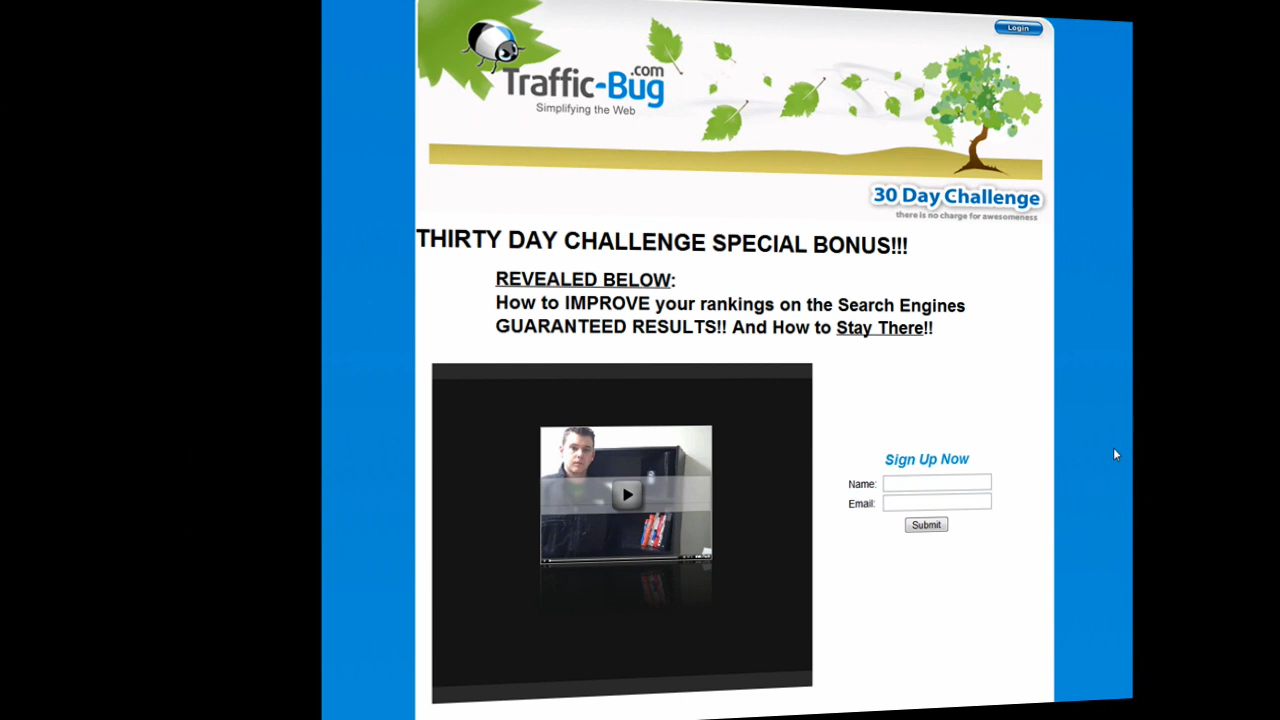 Login
Traffic-Bug.com
Simplifying the Web
30 Day Challenge
there is no charge for awesomeness
THIRTY DAY CHALLENGE SPECIAL BONUS!!!
REVEALED BELOW:
How to IMPROVE your rankings on the Search Engines
GUARANTEED RESULTS!! And How to Stay There!!
Sign Up Now
Name:
Email:
Submit